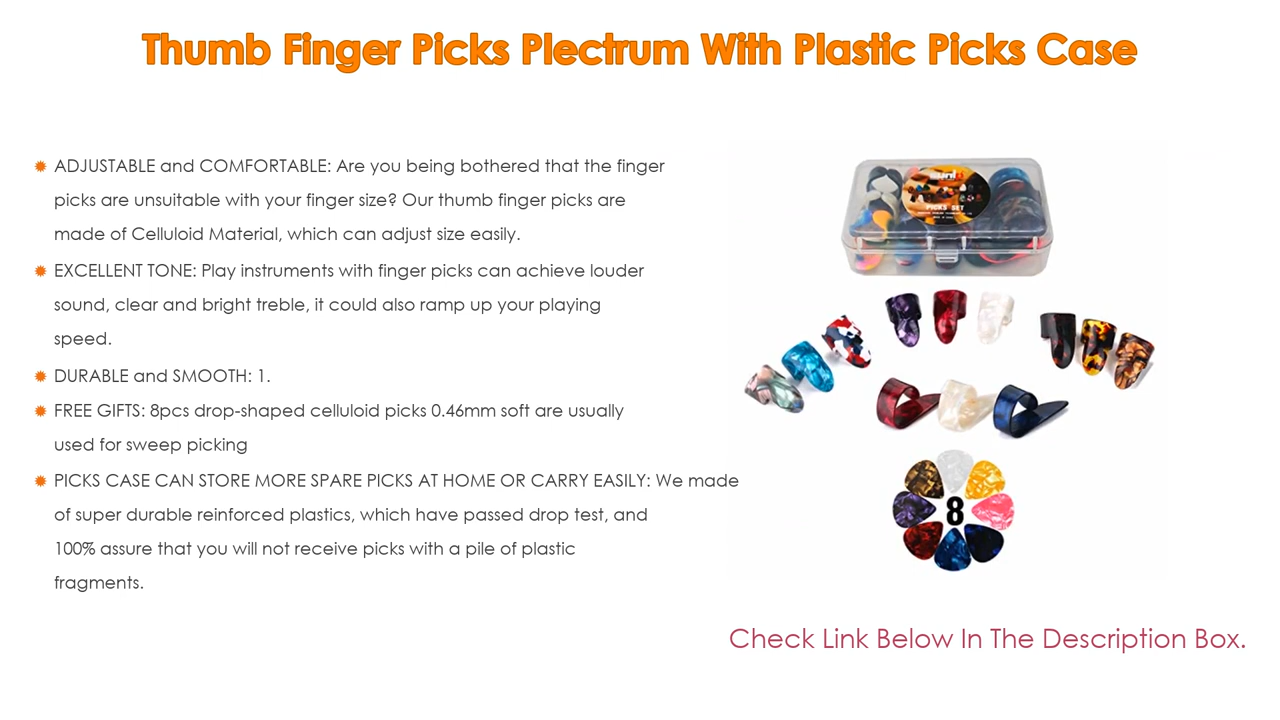 Thumb Finger Picks Plectrum With Plastic Picks Case
ADJUSTABLE and COMFORTABLE: Are you being bothered that the finger
picks are unsuitable with your finger size? Our thumb finger picks are
made of Celluloid Material, which can adjust size easily.
EXCELLENT TONE: Play instruments with finger picks can achieve louder
sound, clear and bright treble, it could also ramp up your playing
speed.
DURABLE and SMOOTH: 1.
FREE GIFTS: 8pcs drop-shaped celluloid picks 0.46mm soft are usually
used for sweep picking
PICKS CASE CAN STORE MORE SPARE PICKS AT HOME OR CARRY EASILY: We made
of super durable reinforced plastics, which have passed drop test, and
100% assure that you will not receive picks with a pile of plastic
fragments.
PICKS SET
8
Check Link Below In The Description Box.